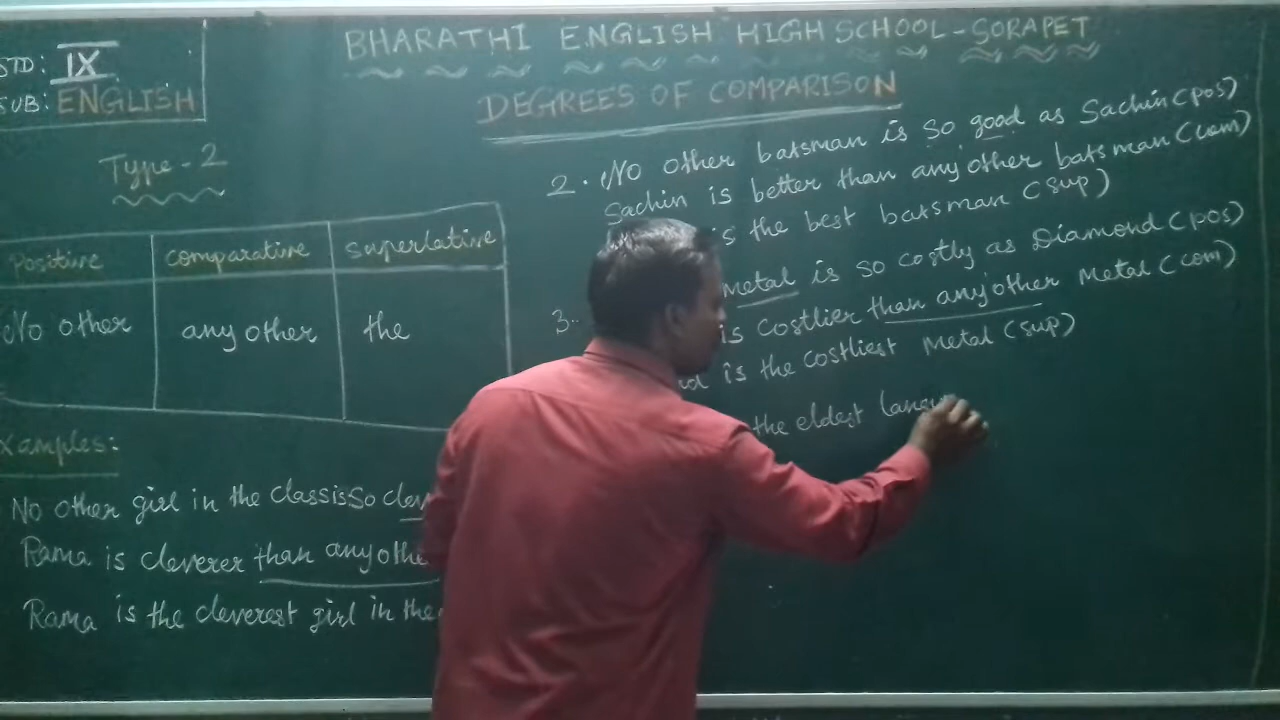 STD: IX
SUB: ENGLISH
BHARATHI ENGLISH HIGH SCHOOL - SORAPET
DEGREES OF COMPARISON
Type - 2
Positive comparative superlative
No other any other the
xamples:
No other girl in the class is so clev
Rama is cleverer than any othe
Rama is the cleverest girl in the
2. No other batsman is so good as Sachin (pos)
Sachin is better than any other batsman (com)
is the best batsman (sup)
3. metal is so costly as Diamond (pos)
is costlier than any other Metal (com)
is the costliest Metal (sup)
the eldest langu